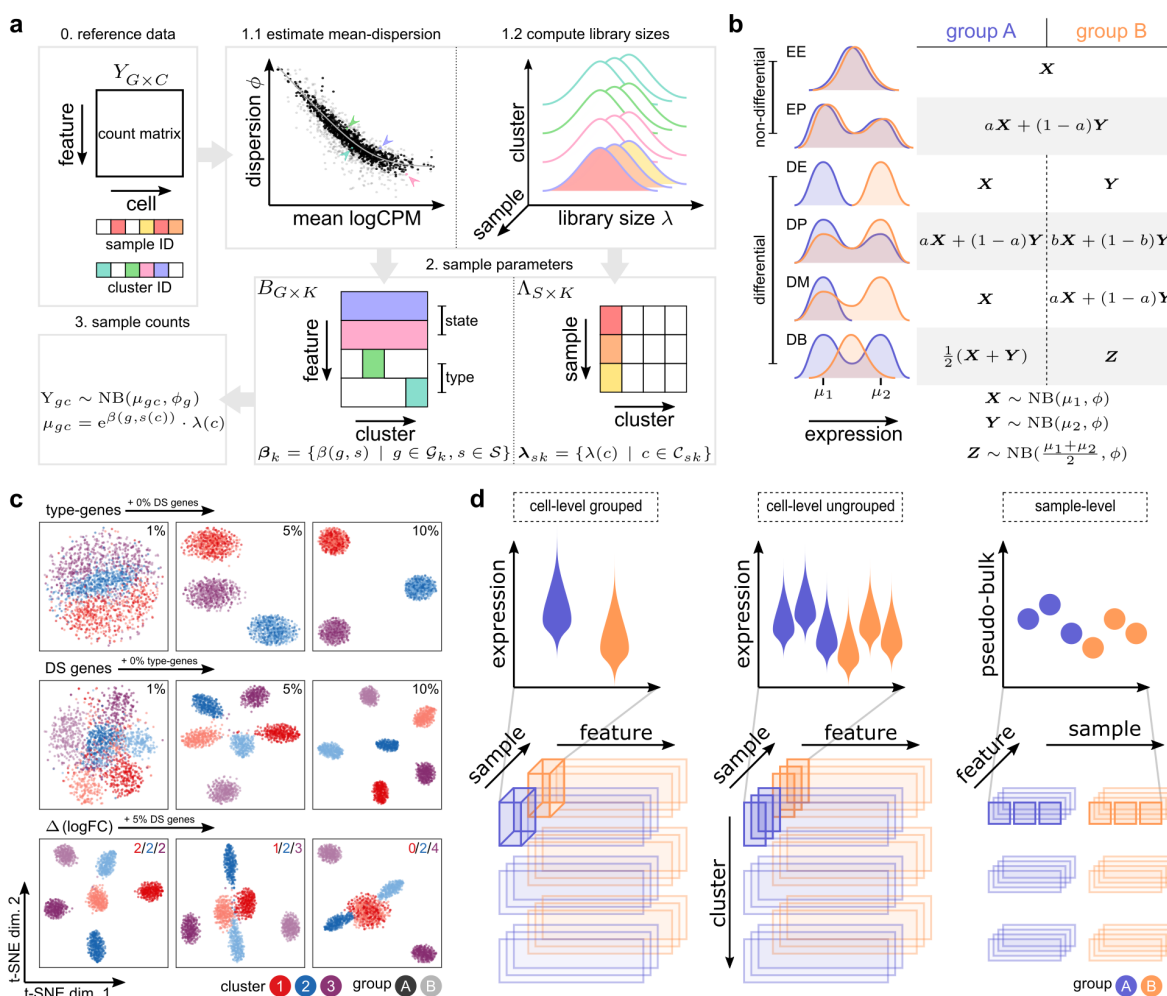 a
0. reference data
Y_{G×C}
count matrix
feature
cell
sample ID
cluster ID
1.1 estimate mean-dispersion
dispersion ϕ
mean logCPM
1.2 compute library sizes
cluster
sample
library size λ
2. sample parameters
B_{G×K}
feature
state
type
cluster
β_k = {β(g, s) | g ∈ G_k, s ∈ S}
Λ_{S×K}
sample
cluster
λ_{sk} = {λ(c) | c ∈ C_{sk}}
3. sample counts
Y_{gc} ∼ NB(μ_{gc}, ϕ_g)
μ_{gc} = e^{β(g,s(c))} · λ(c)
b
group A group B
non-differential
EE
X
EP
aX + (1 − a)Y
differential
DE
X Y
DP
aX + (1 − a)Y bX + (1 − b)Y
DM
X aX + (1 − a)Y
DB
½(X + Y) Z
μ₁ μ₂
expression
X ∼ NB(μ₁, ϕ)
Y ∼ NB(μ₂, ϕ)
Z ∼ NB((μ₁+μ₂)/2, ϕ)
c
type-genes + 0% DS genes
1% 5% 10%
DS genes + 0% type-genes
1% 5% 10%
Δ (logFC) + 5% DS genes
2/2/2 1/2/3 0/2/4
t-SNE dim. 2
t-SNE dim. 1
cluster 1 2 3 group A B
d
cell-level grouped
expression
sample
feature
cell-level ungrouped
expression
sample
feature
cluster
sample-level
pseudo-bulk
feature
sample
group A B